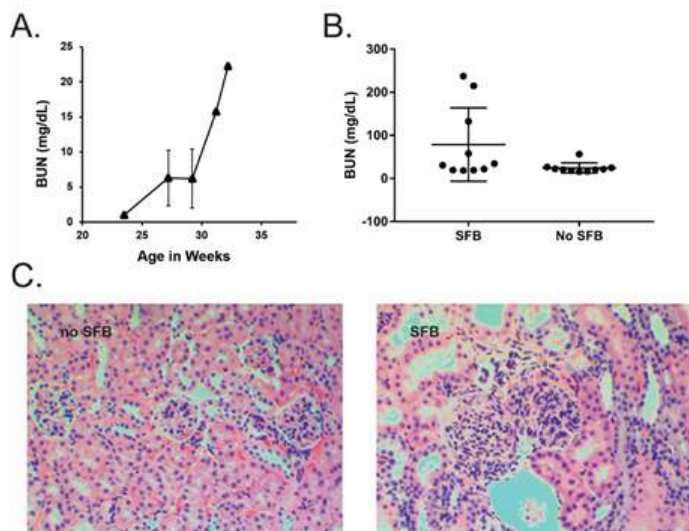 A.
BUN (mg/dL)
25
20
15
10
5
0
20
25
30
35
Age in Weeks
B.
BUN (mg/dL)
300
200
100
0
-100
SFB
No SFB
C.
no SFB
SFB